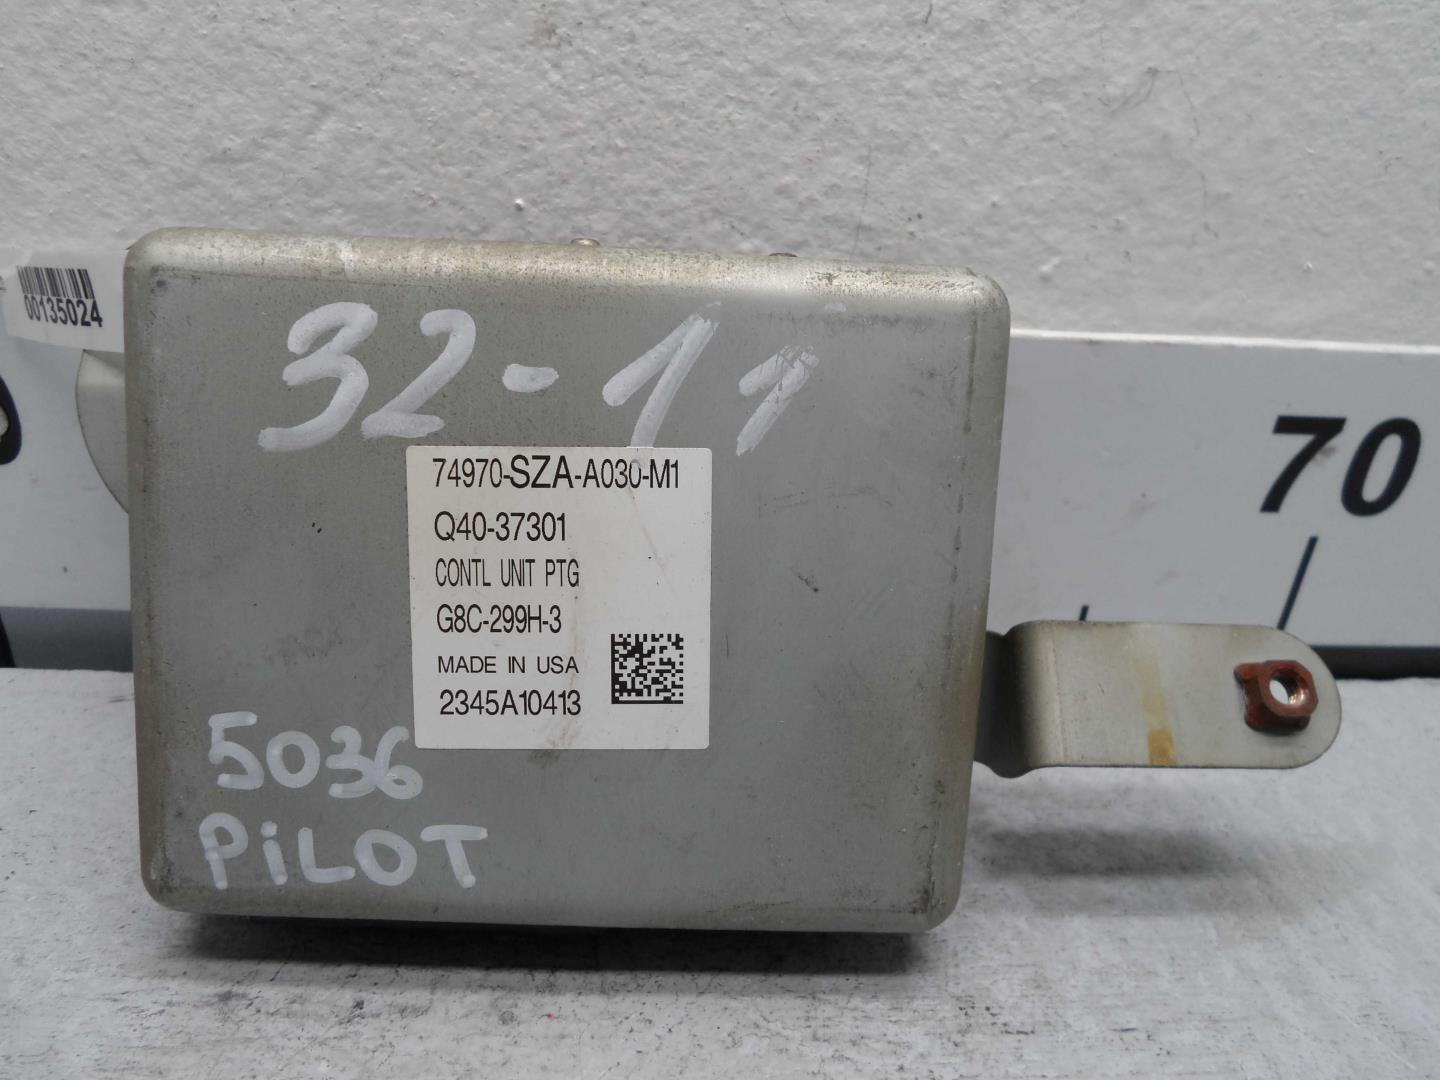 00135024
32-11
74970-SZA-A030-M1
Q40-37301
CONTL UNIT PTG
G8C-299H-3
MADE IN USA
2345A10413
5036
PiLOT
70